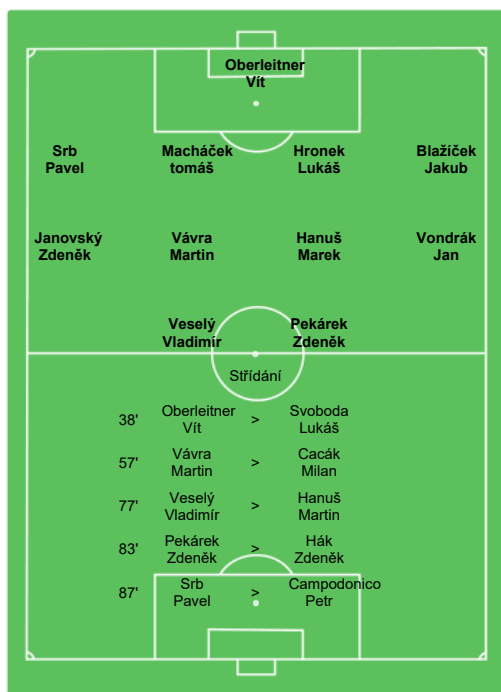 Oberleitner
Vít
Srb Macháček Hronek Blažíček
Pavel tomáš Lukáš Jakub
Janovský Vávra Hanuš Vondrák
Zdeněk Martin Marek Jan
Veselý Pekárek
Vladimír Zdeněk
Střídání
38' Oberleitner Vít > Svoboda Lukáš
57' Vávra Martin > Cacák Milan
77' Veselý Vladimír > Hanuš Martin
83' Pekárek Zdeněk > Hák Zdeněk
87' Srb Pavel > Campodonico Petr